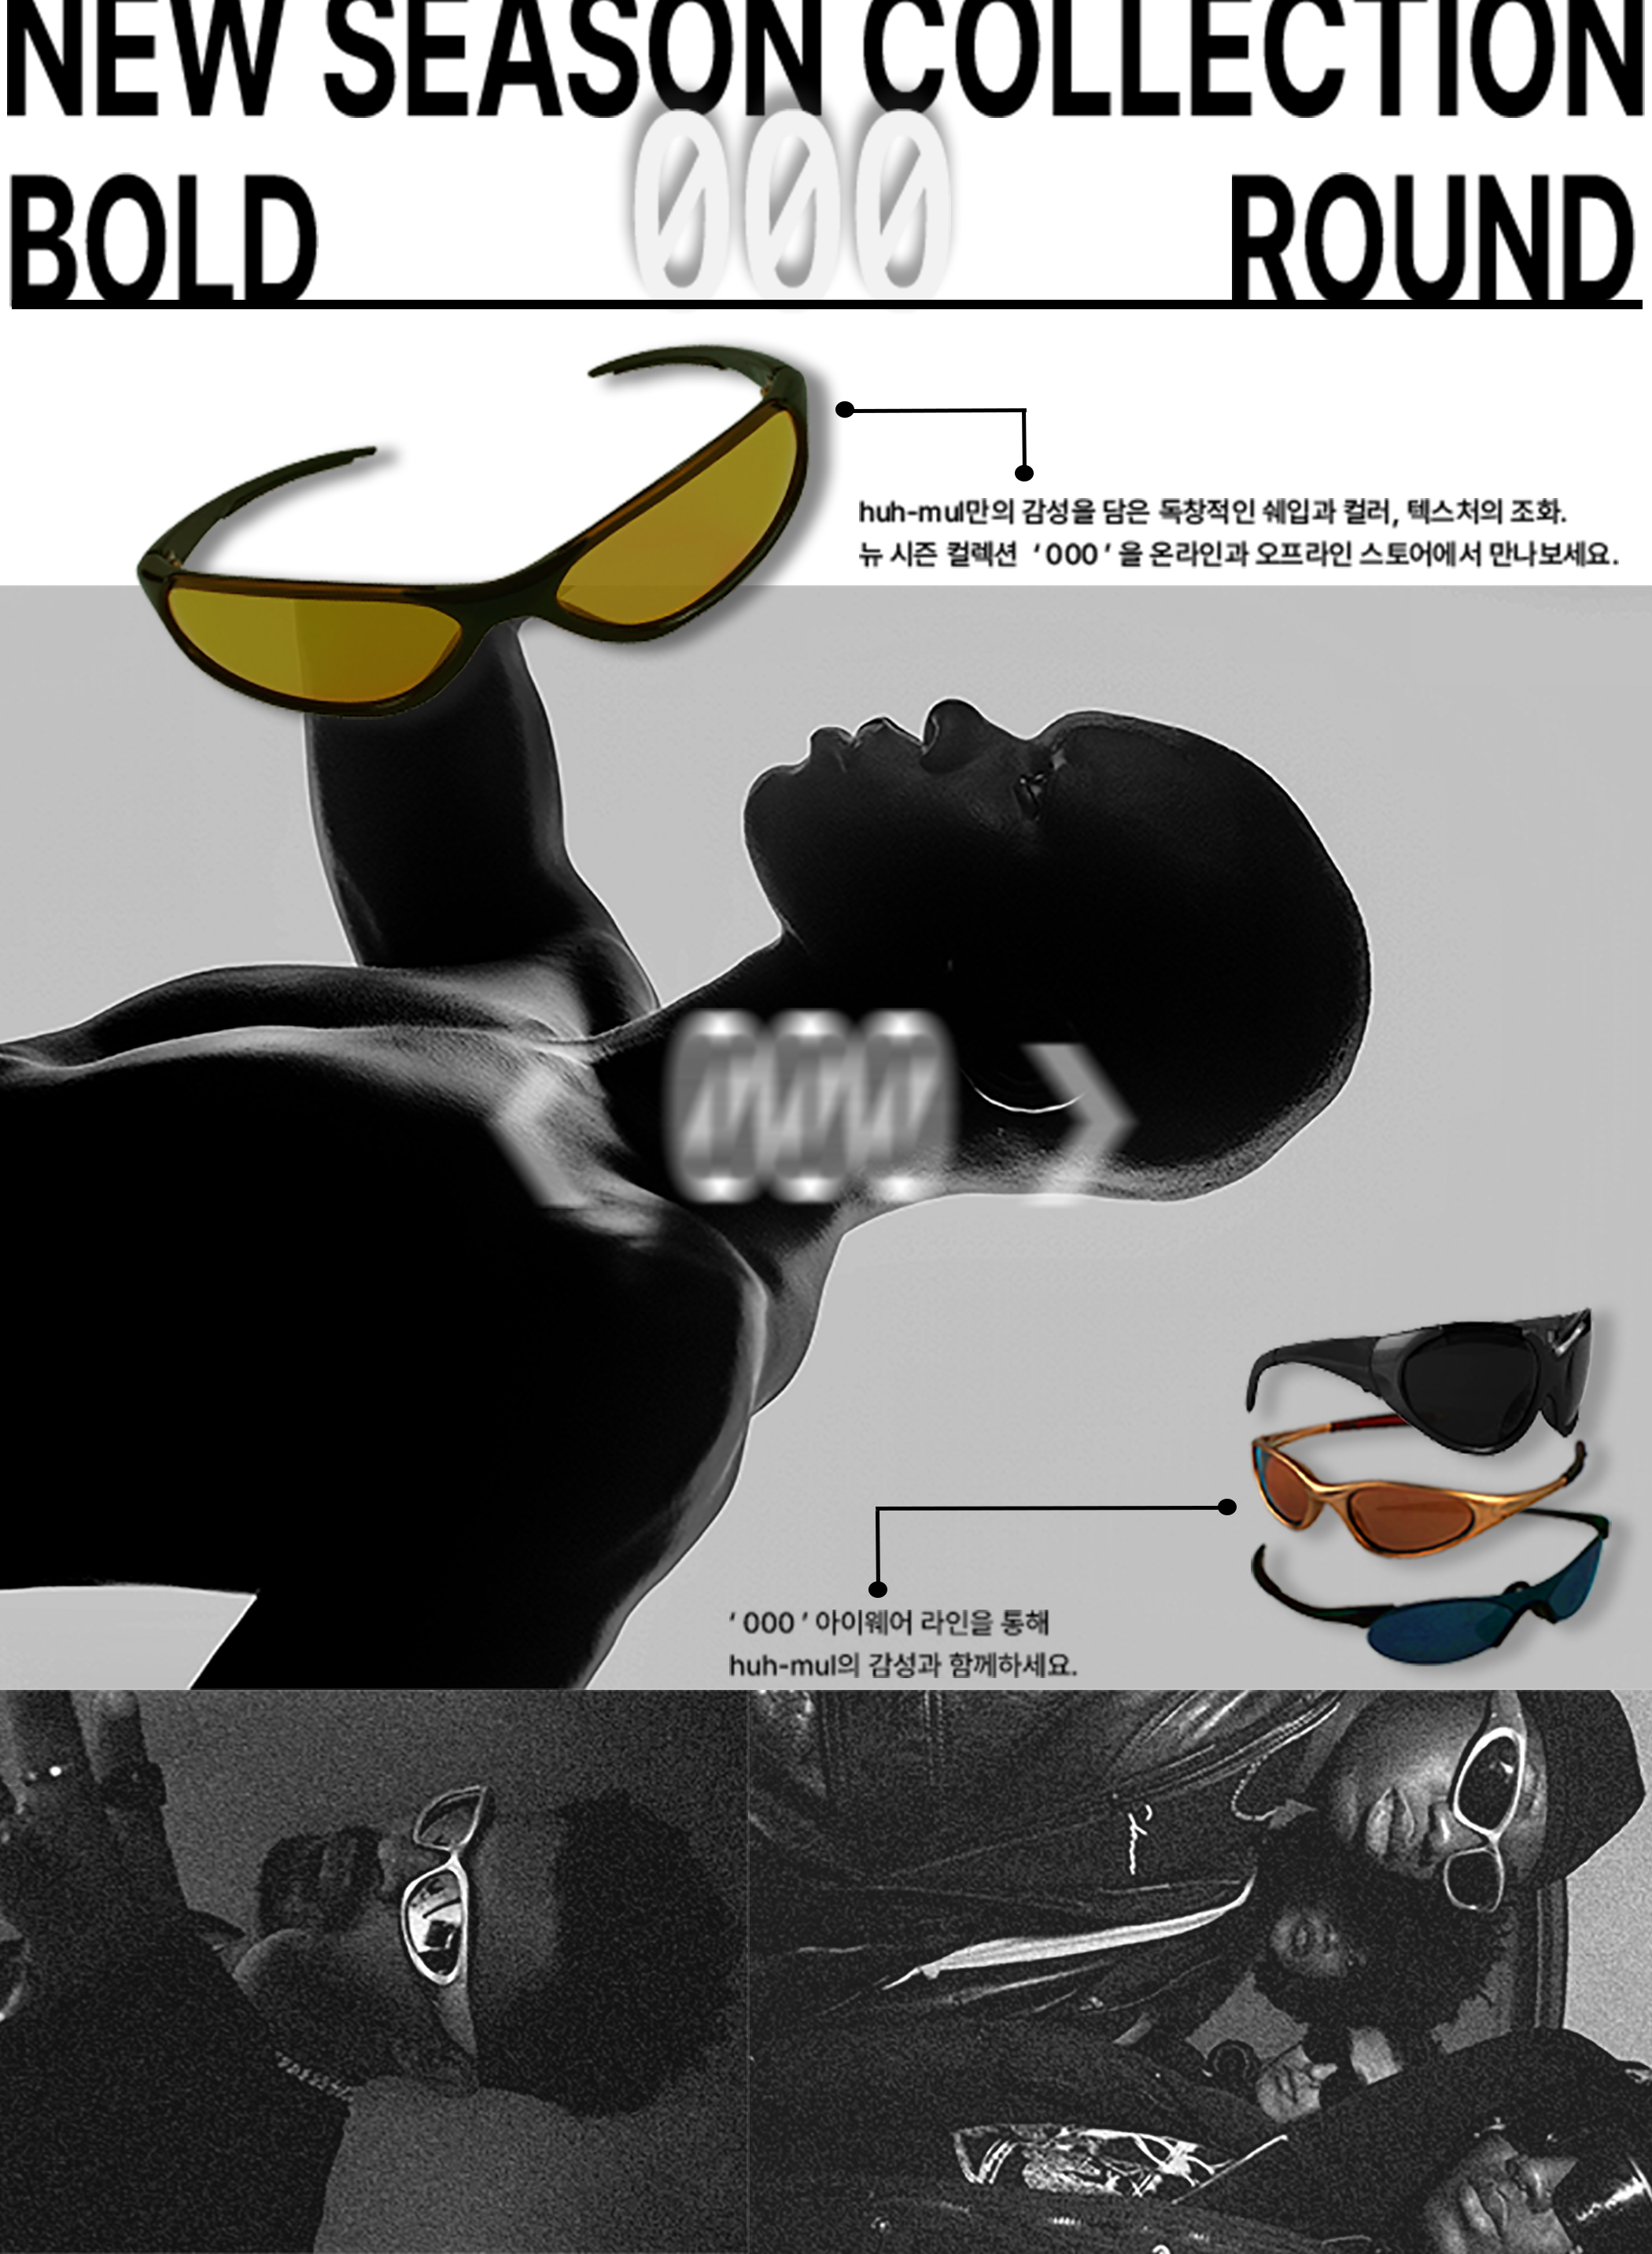 NEW SEASON COLLECTION
BOLD 000 ROUND
huh-mul만의 감성을 담은 독창적인 쉐입과 컬러, 텍스처의 조화.
뉴 시즌 컬렉션 ‘000’을 온라인과 오프라인 스토어에서 만나보세요.
‘000’아이웨어 라인을 통해
huh-mul의 감성과 함께하세요.